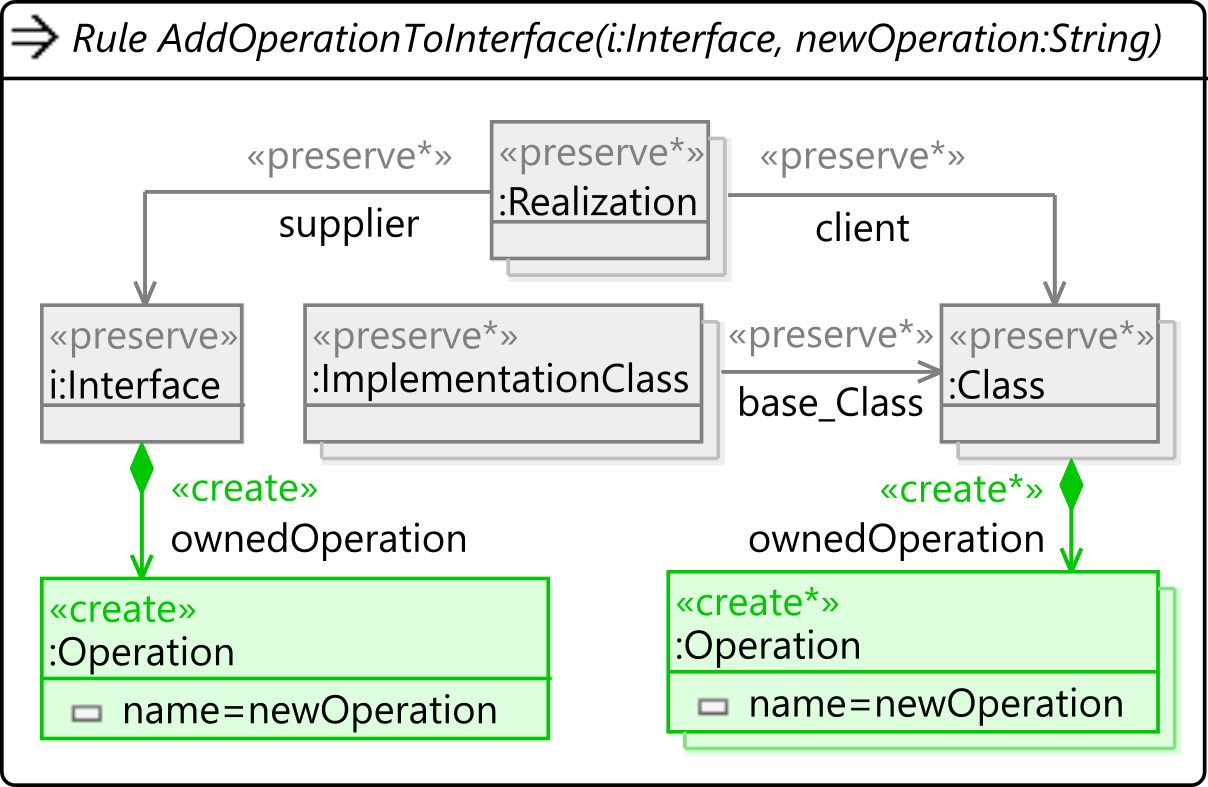 Rule AddOperationToInterface(i:Interface, newOperation:String)
«preserve*»
«preserve*»
:Realization
«preserve*»
supplier
client
«preserve»
i:Interface
«preserve*»
:ImplementationClass
«preserve*»
base_Class
«preserve*»
:Class
«create»
ownedOperation
«create*»
ownedOperation
«create»
:Operation
name=newOperation
«create*»
:Operation
name=newOperation